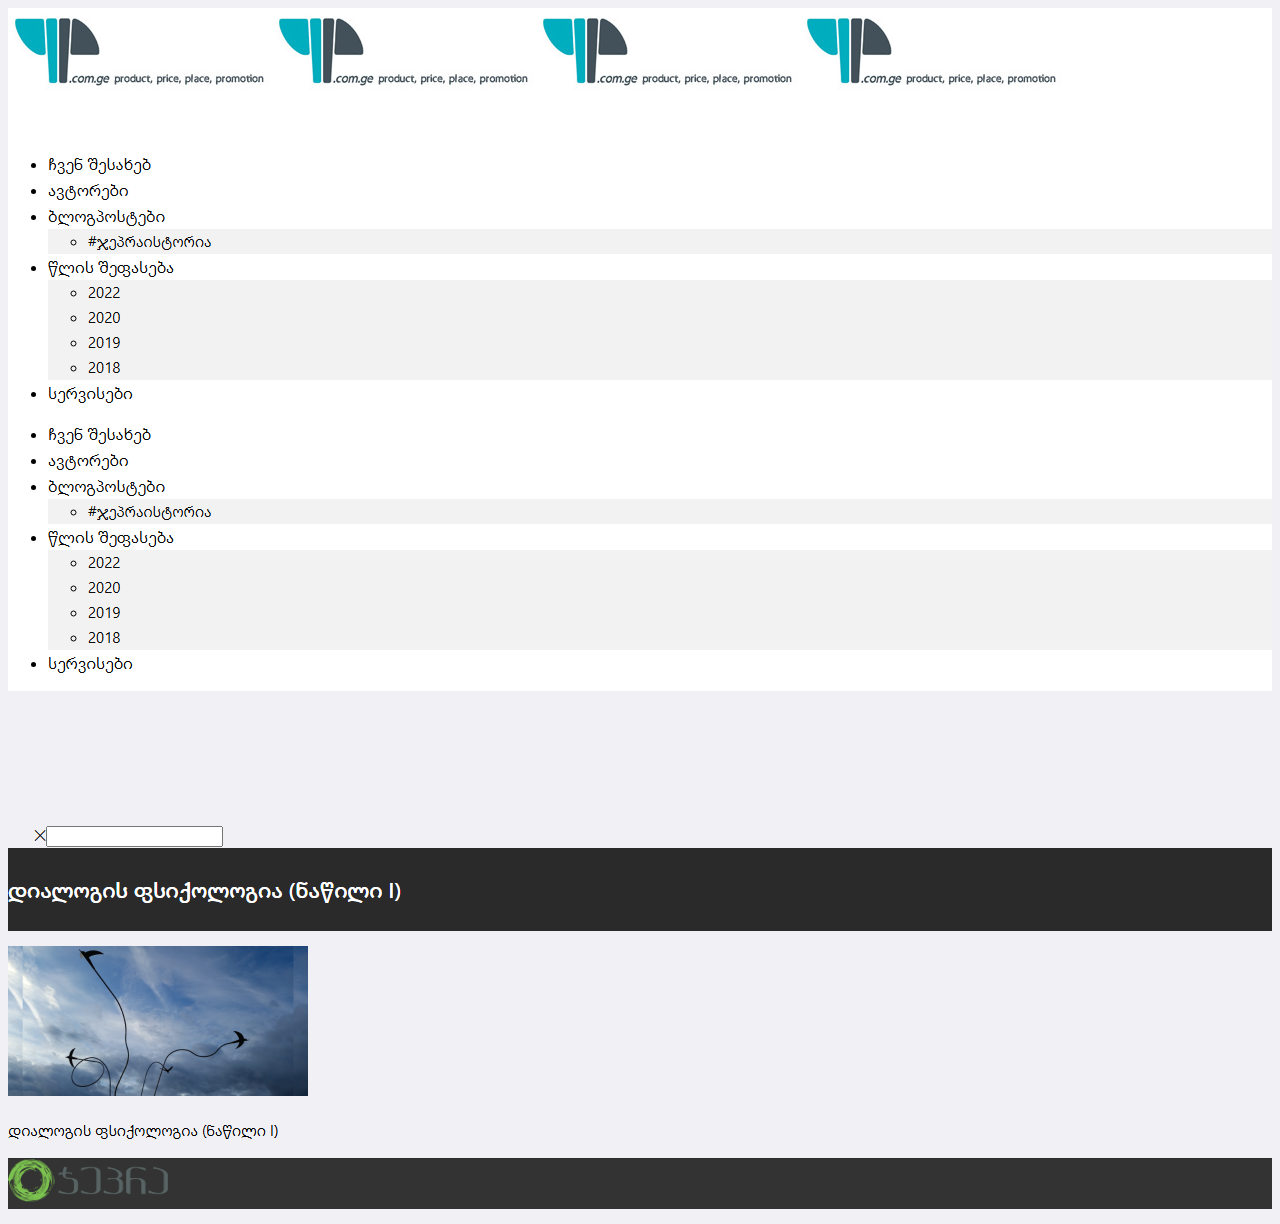 .com.ge product, price, place, promotion .com.ge product, price, place, promotion .com.ge product, price, place, promotion .com.ge product, price, place, promotion
ჩვენ შესახებ
ავტორები
ბლოგპოსტები
#ჯეპრაისტორია
წლის შეფასება
2022
2020
2019
2018
სერვისები
ჩვენ შესახებ
ავტორები
ბლოგპოსტები
#ჯეპრაისტორია
წლის შეფასება
2022
2020
2019
2018
სერვისები
დიალოგის ფსიქოლოგია (ნაწილი I)
დიალოგის ფსიქოლოგია (ნაწილი I)
ჯეპრე